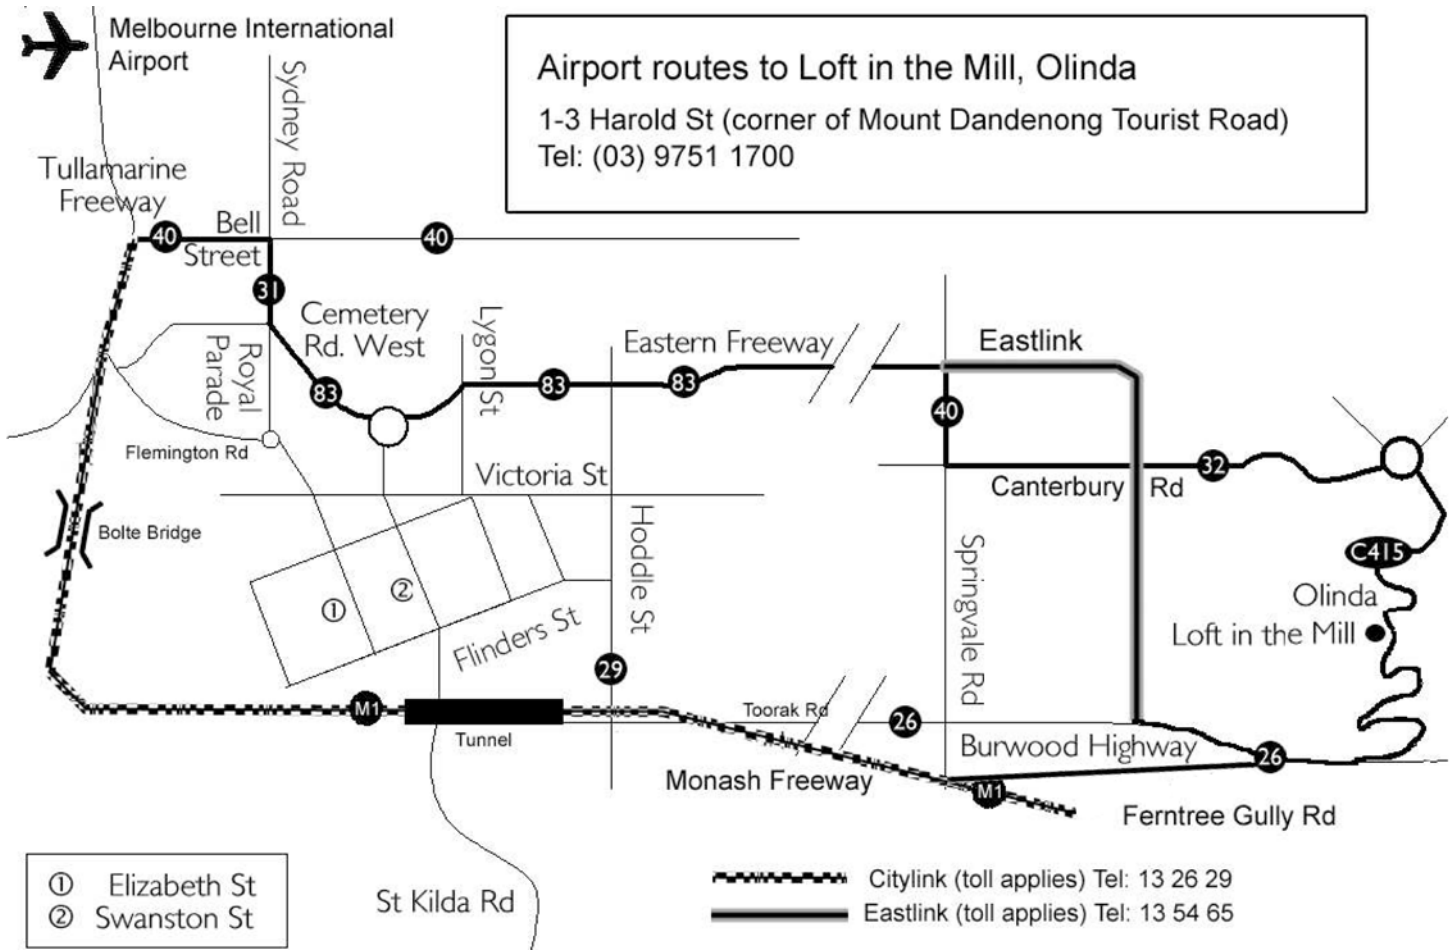 Melbourne International
Airport
Airport routes to Loft in the Mill, Olinda
1-3 Harold St (corner of Mount Dandenong Tourist Road)
Tel: (03) 9751 1700
Sydney Road
Tullamarine
Freeway
Bell
Street
40
40
31
Cemetery
Rd. West
Lygon St
Eastern Freeway
Eastlink
Royal
Parade
83
83
83
40
Flemington Rd
Victoria St
Canterbury Rd
32
Bolte Bridge
Hoddle St
Springvale Rd
C415
①
②
Olinda
Loft in the Mill
Flinders St
29
M1
Tunnel
Toorak Rd
26
Burwood Highway
26
Monash Freeway
M1
Ferntree Gully Rd
St Kilda Rd
① Elizabeth St
② Swanston St
Citylink (toll applies) Tel: 13 26 29
Eastlink (toll applies) Tel: 13 54 65